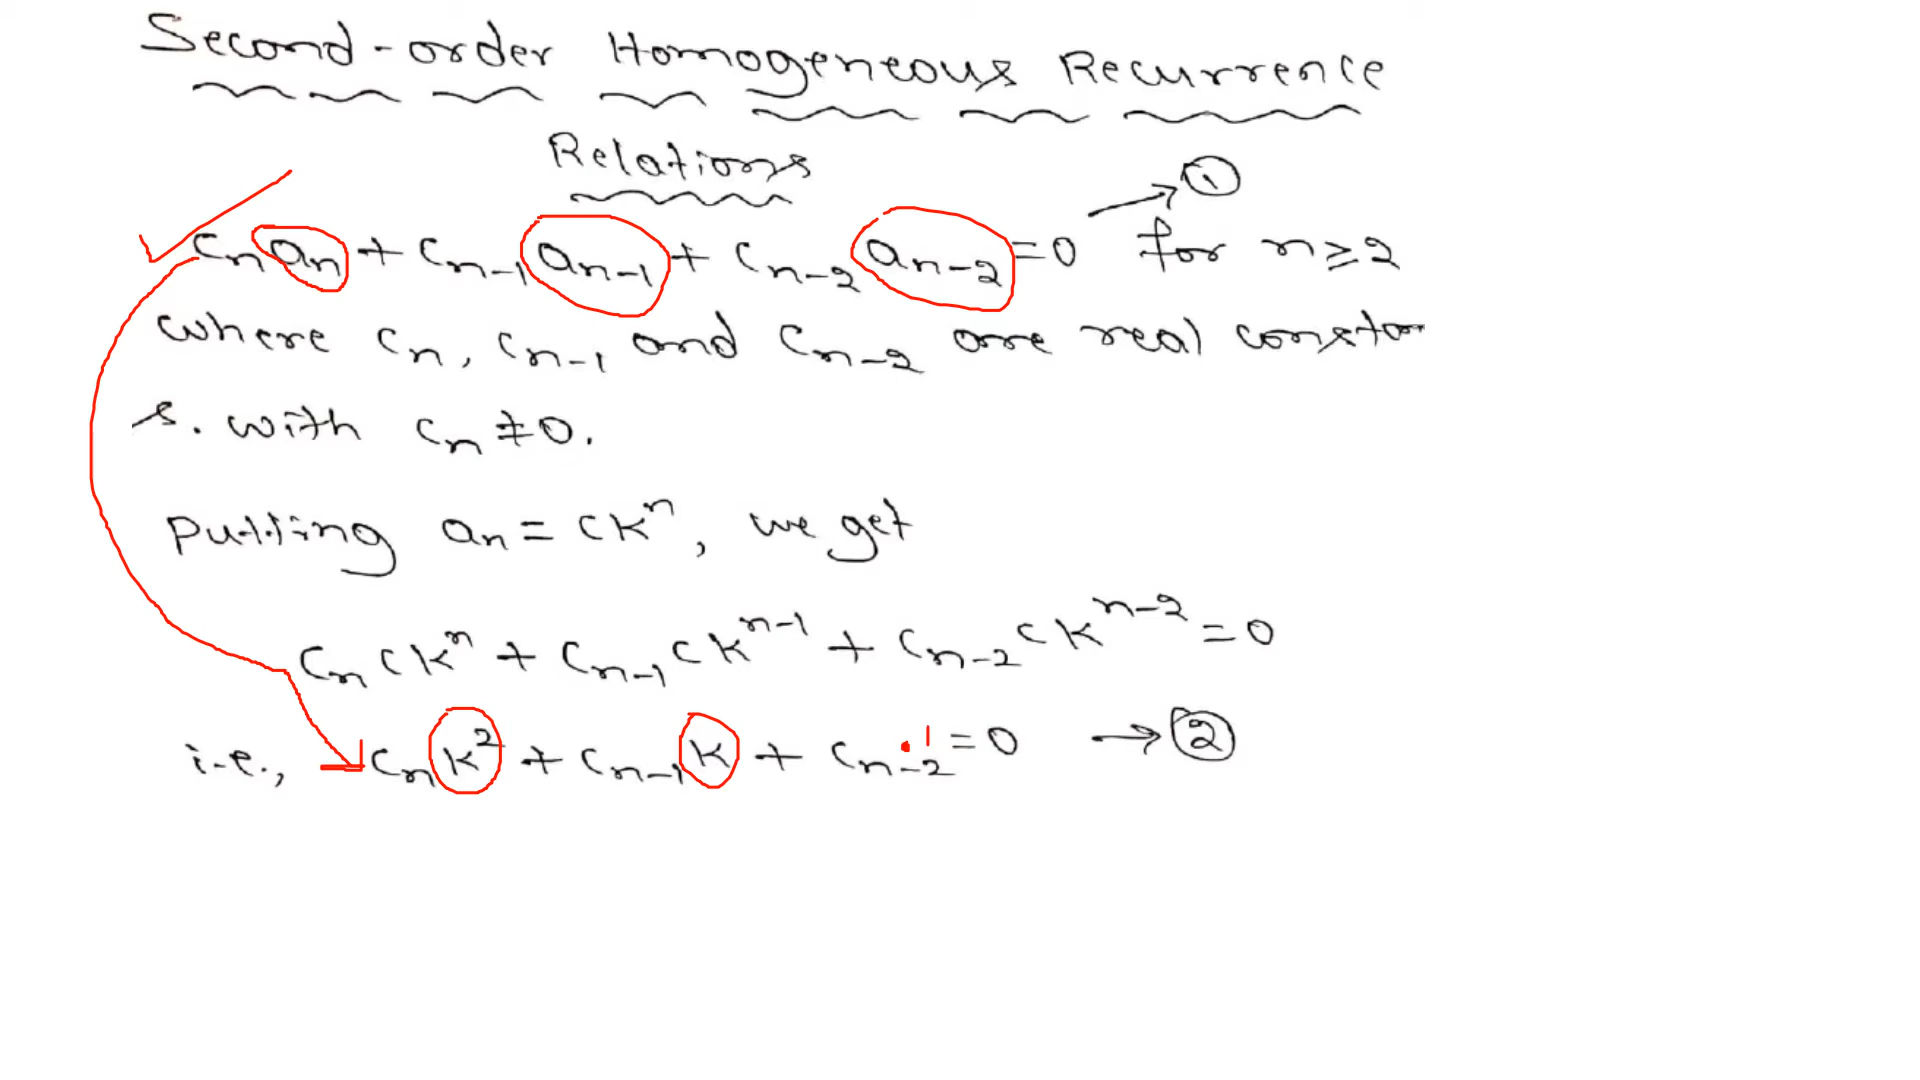 Second-order Homogeneous Recurrence
Relations
Cₙaₙ + Cₙ₋₁aₙ₋₁ + Cₙ₋₂aₙ₋₂ = 0 for n ≥ 2 → ①
where Cₙ, Cₙ₋₁ and Cₙ₋₂ are real constan
s. with Cₙ ≠ 0.
Putting aₙ = ckⁿ, we get
Cₙckⁿ + Cₙ₋₁ckⁿ⁻¹ + Cₙ₋₂ckⁿ⁻² = 0
i.e., Cₙk² + Cₙ₋₁k + Cₙ₋₂ · 1 = 0 → ②